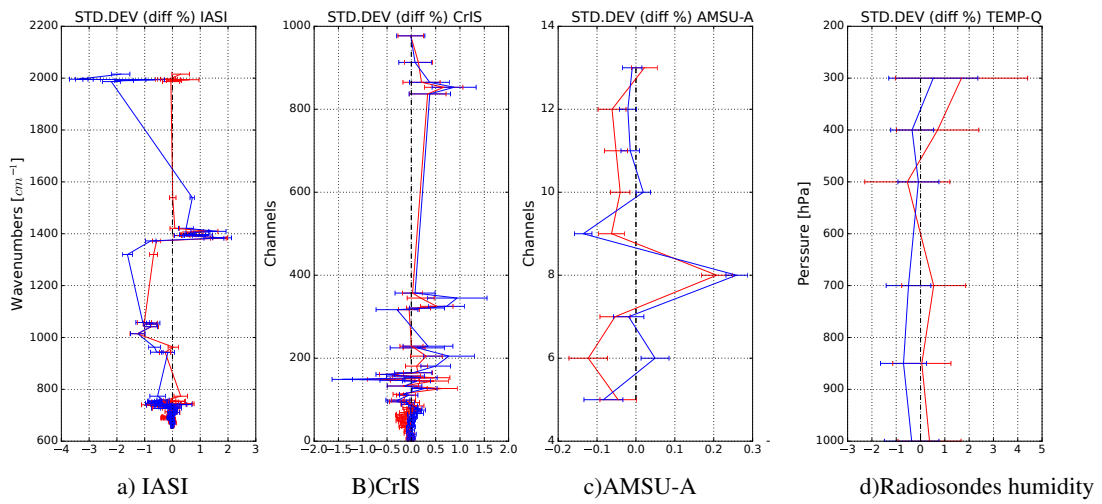 STD.DEV (diff %) IASI
2200
2000
1800
1600
1400
1200
1000
800
600
Wavenumbers [cm⁻¹]
−4 −3 −2 −1 0 1 2 3
a) IASI
STD.DEV (diff %) CrIS
1000
800
600
400
200
0
Channels
−2.0 −1.5 −1.0 −0.5 0.0 0.5 1.0 1.5 2.0
B)CrIS
STD.DEV (diff %) AMSU-A
14
12
10
8
6
4
Channels
−0.2 −0.1 0.0 0.1 0.2 0.3
c)AMSU-A
STD.DEV (diff %) TEMP-Q
200
300
400
500
600
700
800
900
1000
Perssure [hPa]
−5 −4 −3 −2 −1 0 1 2 3 4 5
d)Radiosondes humidity